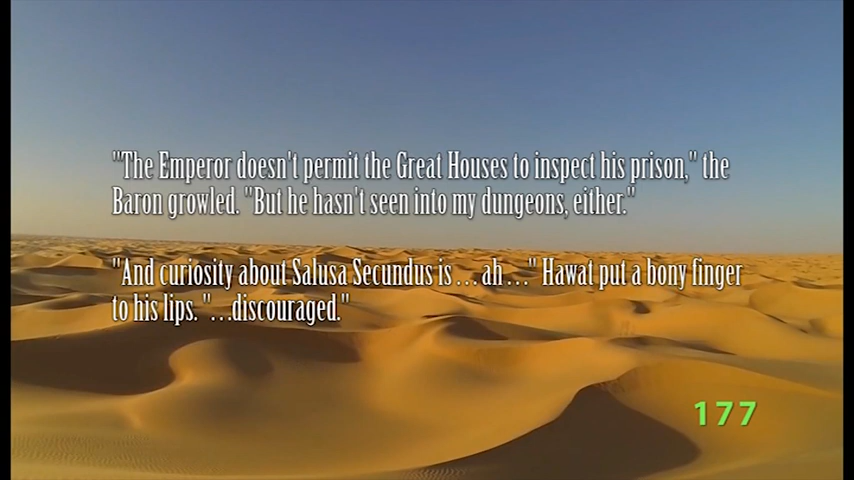 "The Emperor doesn't permit the Great Houses to inspect his prison," the
Baron growled. "But he hasn't seen into my dungeons, either."
"And curiosity about Salusa Secundus is . . . ah . . ." Hawat put a bony finger
to his lips. ". . .discouraged."
177